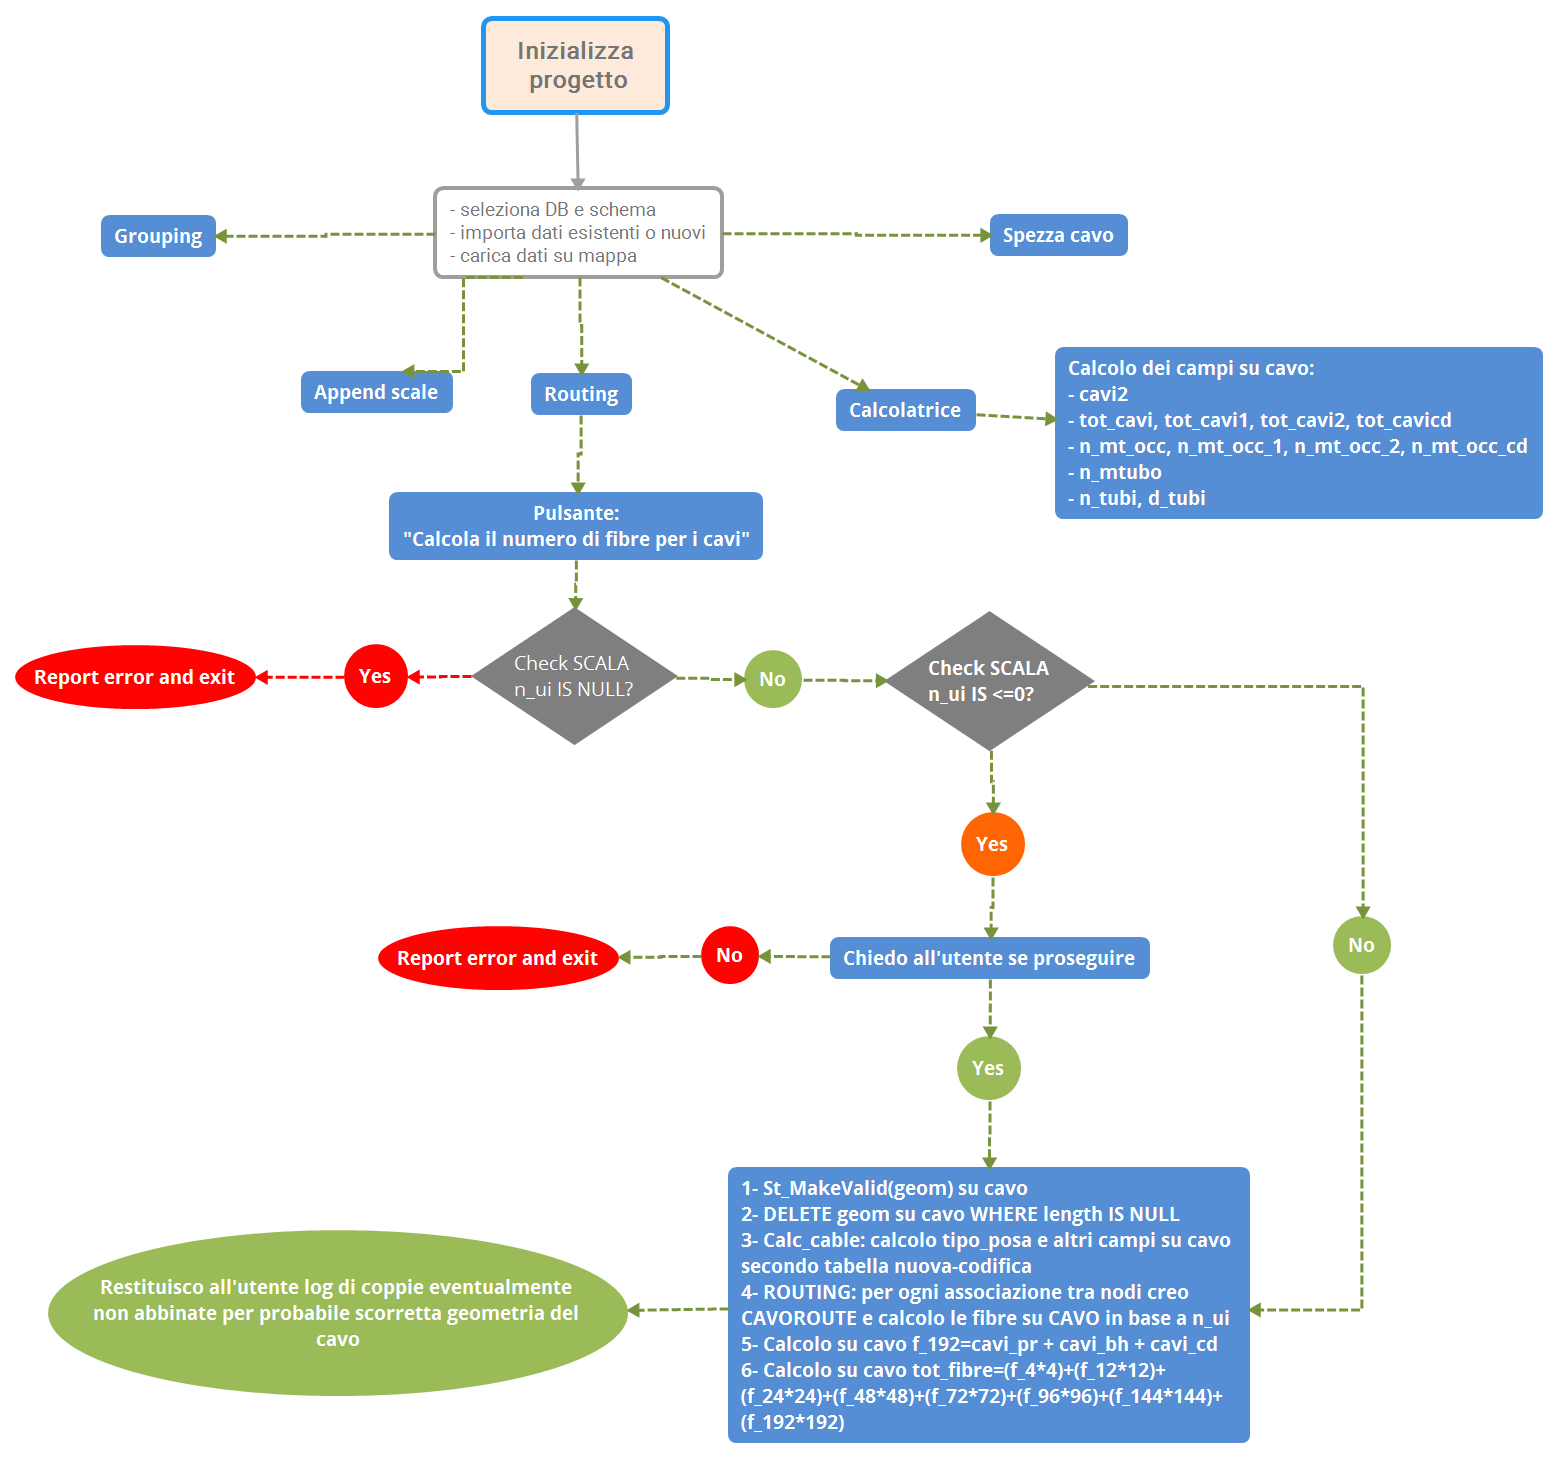 Inizializza
progetto
- seleziona DB e schema
- importa dati esistenti o nuovi
- carica dati su mappa
Grouping
Spezza cavo
Append scale
Routing
Calcolatrice
Calcolo dei campi su cavo:
- cavi2
- tot_cavi, tot_cavi1, tot_cavi2, tot_cavicd
- n_mt_occ, n_mt_occ_1, n_mt_occ_2, n_mt_occ_cd
- n_mtubo
- n_tubi, d_tubi
Pulsante:
"Calcola il numero di fibre per i cavi"
Report error and exit
Yes
Check SCALA
n_ui IS NULL?
No
Check SCALA
n_ui IS <=0?
Yes
Report error and exit
No
Chiedo all'utente se proseguire
No
Yes
1- St_MakeValid(geom) su cavo
2- DELETE geom su cavo WHERE length IS NULL
3- Calc_cable: calcolo tipo_posa e altri campi su cavo
secondo tabella nuova-codifica
4- ROUTING: per ogni associazione tra nodi creo
CAVOROUTE e calcolo le fibre su CAVO in base a n_ui
5- Calcolo su cavo f_192=cavi_pr + cavi_bh + cavi_cd
6- Calcolo su cavo tot_fibre=(f_4*4)+(f_12*12)+
(f_24*24)+(f_48*48)+(f_72*72)+(f_96*96)+(f_144*144)+
(f_192*192)
Restituisco all'utente log di coppie eventualmente
non abbinate per probabile scorretta geometria del
cavo